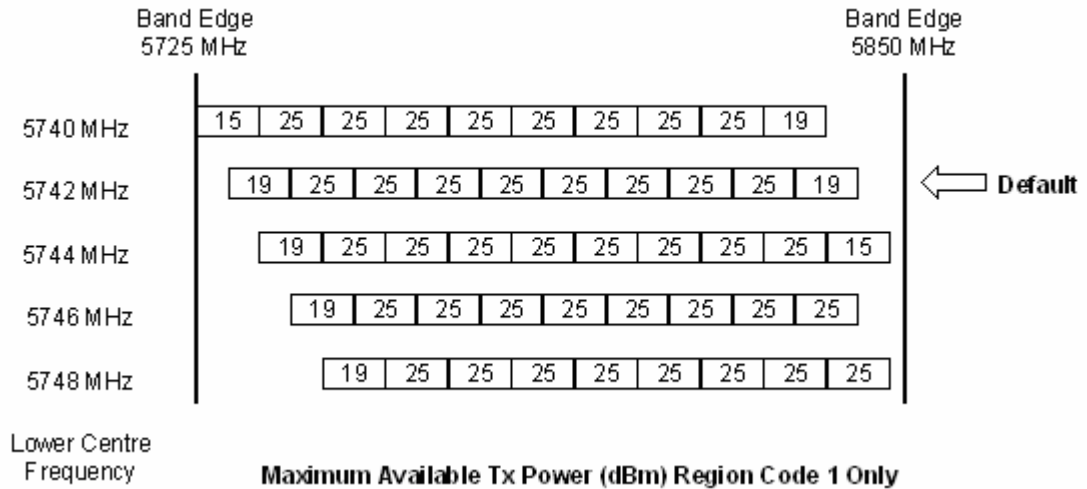 Band Edge
5725 MHz
Band Edge
5850 MHz
5740 MHz 15 25 25 25 25 25 25 25 25 19
5742 MHz 19 25 25 25 25 25 25 25 25 19 Default
5744 MHz 19 25 25 25 25 25 25 25 25 15
5746 MHz 19 25 25 25 25 25 25 25 25
5748 MHz 19 25 25 25 25 25 25 25 25
Lower Centre
Frequency
Maximum Available Tx Power (dBm) Region Code 1 Only